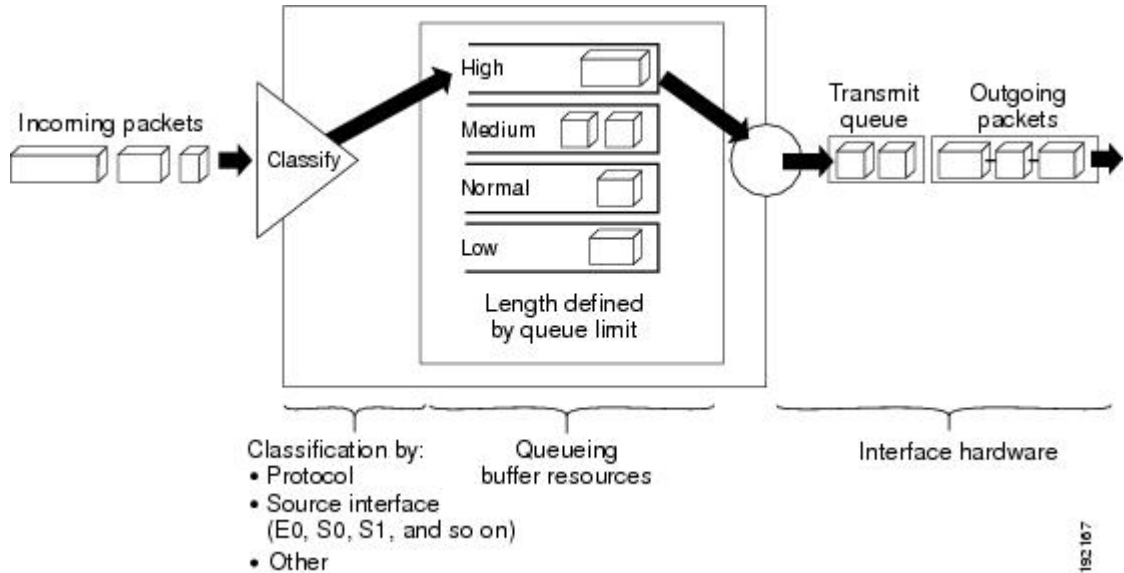 Incoming packets
Classify
High
Medium
Normal
Low
Length defined
by queue limit
Transmit
queue
Outgoing
packets
Classification by:
• Protocol
• Source interface
(E0, S0, S1, and so on)
• Other
Queueing
buffer resources
Interface hardware
192167